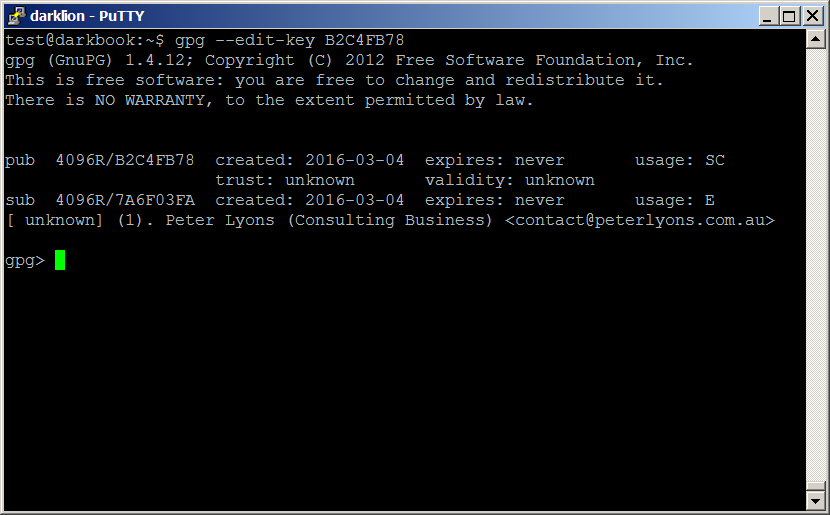 darklion - PuTTY
test@darkbook:~$ gpg --edit-key B2C4FB78
gpg (GnuPG) 1.4.12; Copyright (C) 2012 Free Software Foundation, Inc.
This is free software: you are free to change and redistribute it.
There is NO WARRANTY, to the extent permitted by law.
pub  4096R/B2C4FB78  created: 2016-03-04  expires: never       usage: SC
                     trust: unknown       validity: unknown
sub  4096R/7A6F03FA  created: 2016-03-04  expires: never       usage: E
[ unknown] (1). Peter Lyons (Consulting Business) <contact@peterlyons.com.au>
gpg>